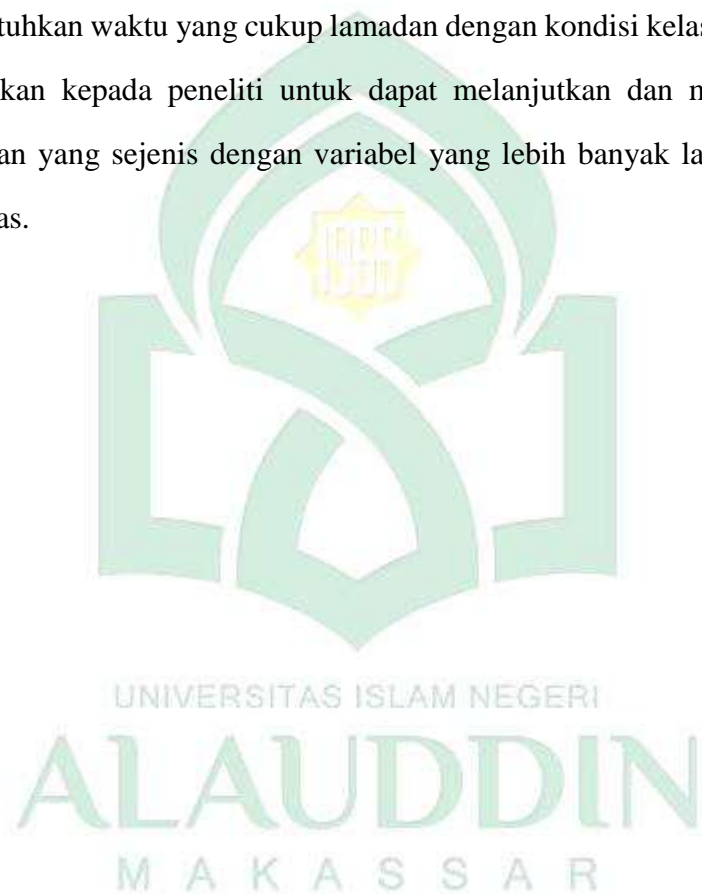 tuhkan waktu yang cukup lamadan dengan kondisi kelas
kan kepada peneliti untuk dapat melanjutkan dan m
an yang sejenis dengan variabel yang lebih banyak la
as.
UNIVERSITAS ISLAM NEGERI
ALAUDDIN
MAKASSAR